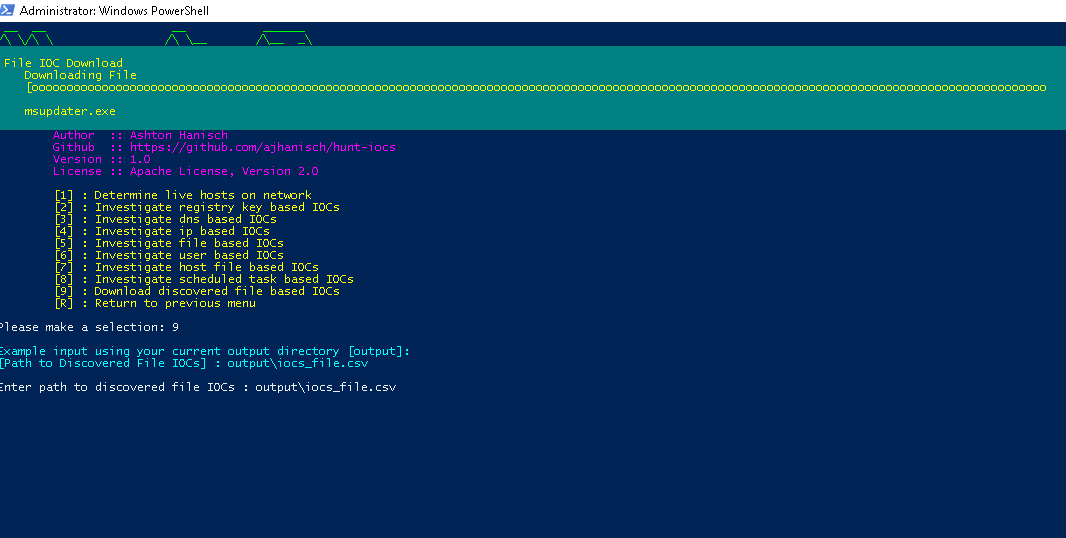 Administrator: Windows PowerShell
File IOC Download
Downloading File
[ooooooooooooooooooooooooooooooooooooooooooooooooooooooooooooooooooooooooooooooooooooooooooooooooooooooooooooooooooooooooooooooooooooooooooooooooo
msupdater.exe
Author :: Ashton Hanisch
Github :: https://github.com/ajhanisch/hunt-iocs
Version :: 1.0
License :: Apache License, Version 2.0
[1] : Determine live hosts on network
[2] : Investigate registry key based IOCs
[3] : Investigate dns based IOCs
[4] : Investigate ip based IOCs
[5] : Investigate file based IOCs
[6] : Investigate user based IOCs
[7] : Investigate host file based IOCs
[8] : Investigate scheduled task based IOCs
[9] : Download discovered file based IOCs
[R] : Return to previous menu
Please make a selection: 9
Example input using your current output directory [output]:
[Path to Discovered File IOCs] : output\iocs_file.csv
Enter path to discovered file IOCs : output\iocs_file.csv